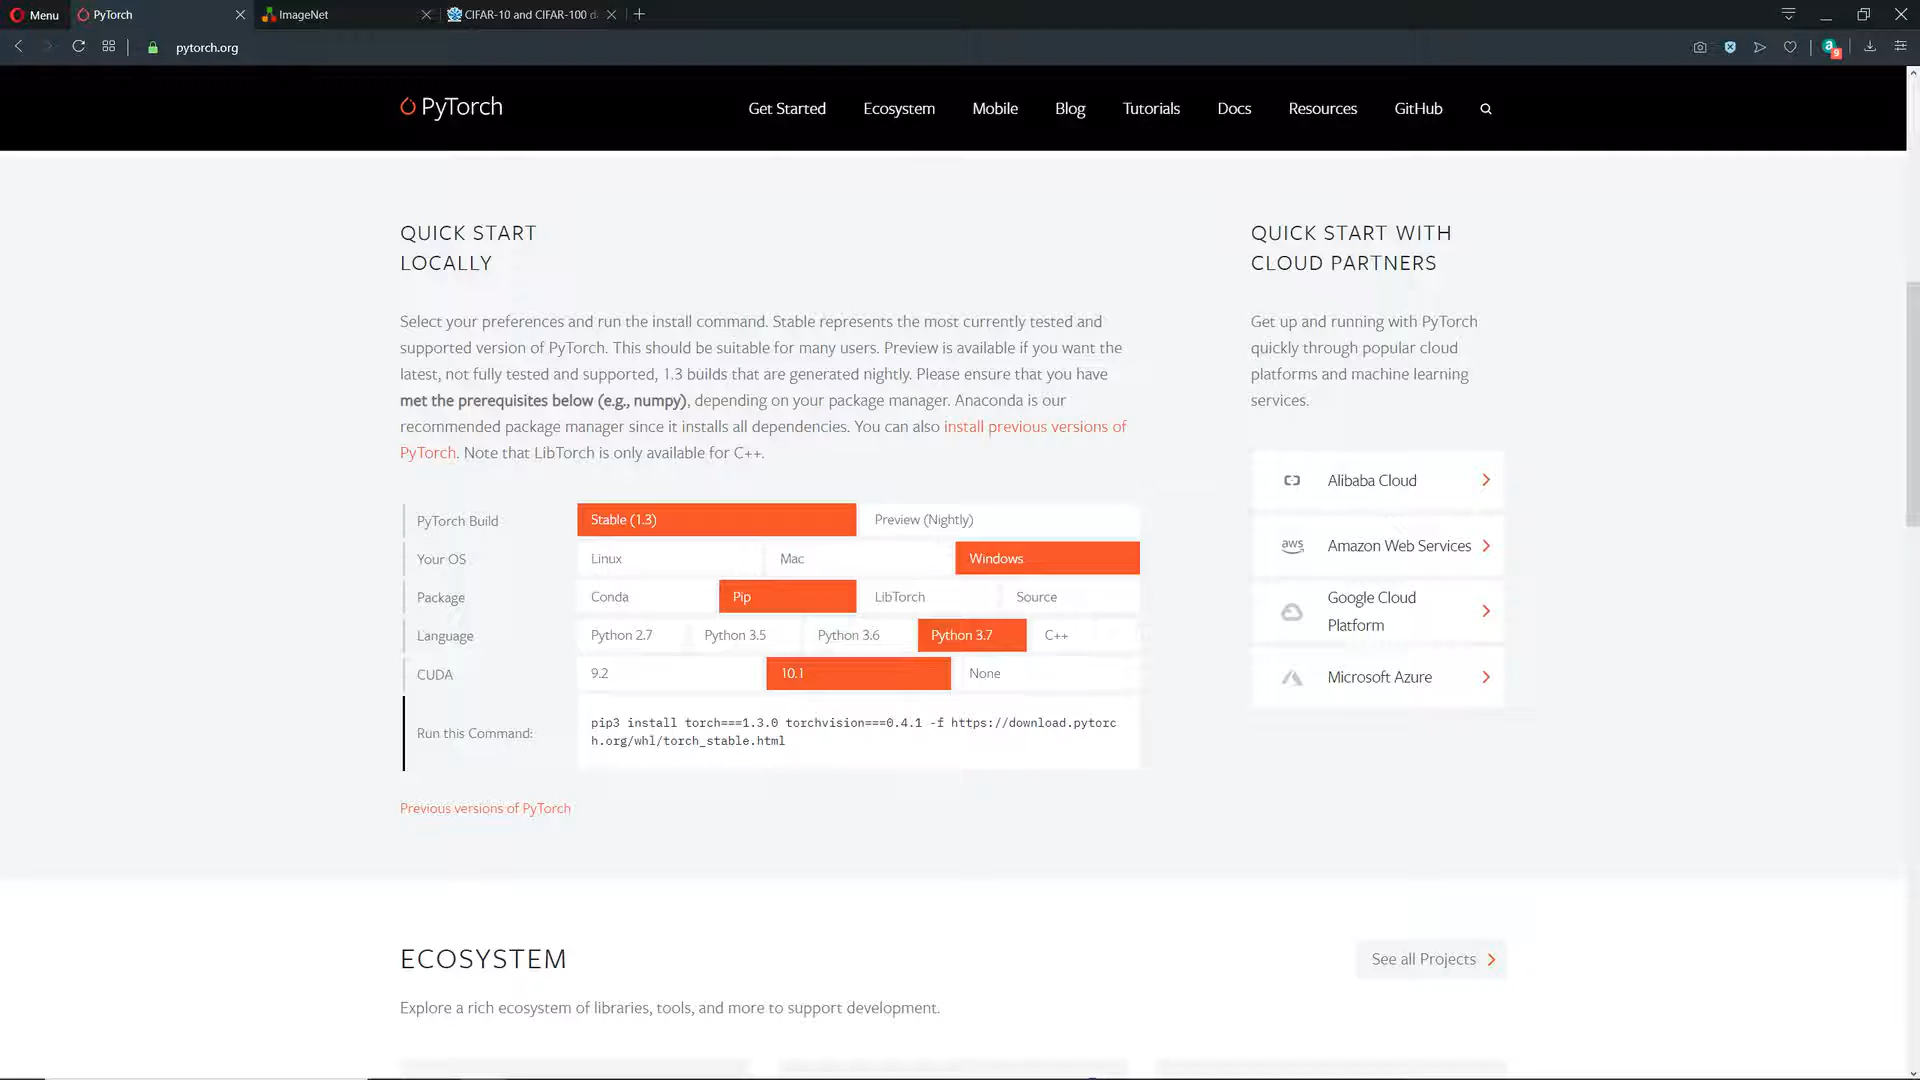 Menu
PyTorch
ImageNet
CIFAR-10 and CIFAR-100 d
pytorch.org
9
PyTorch
Get Started
Ecosystem
Mobile
Blog
Tutorials
Docs
Resources
GitHub
QUICK START
LOCALLY
Select your preferences and run the install command. Stable represents the most currently tested and
supported version of PyTorch. This should be suitable for many users. Preview is available if you want the
latest, not fully tested and supported, 1.3 builds that are generated nightly. Please ensure that you have
met the prerequisites below (e.g., numpy), depending on your package manager. Anaconda is our
recommended package manager since it installs all dependencies. You can also install previous versions of
PyTorch. Note that LibTorch is only available for C++.
PyTorch Build
Stable (1.3)
Preview (Nightly)
Your OS
Linux
Mac
Windows
Package
Conda
Pip
LibTorch
Source
Language
Python 2.7
Python 3.5
Python 3.6
Python 3.7
C++
CUDA
9.2
10.1
None
Run this Command:
pip3 install torch===1.3.0 torchvision===0.4.1 -f https://download.pytorc
h.org/whl/torch_stable.html
Previous versions of PyTorch
QUICK START WITH
CLOUD PARTNERS
Get up and running with PyTorch
quickly through popular cloud
platforms and machine learning
services.
Alibaba Cloud
aws
Amazon Web Services
Google Cloud
Platform
Microsoft Azure
ECOSYSTEM
See all Projects
Explore a rich ecosystem of libraries, tools, and more to support development.